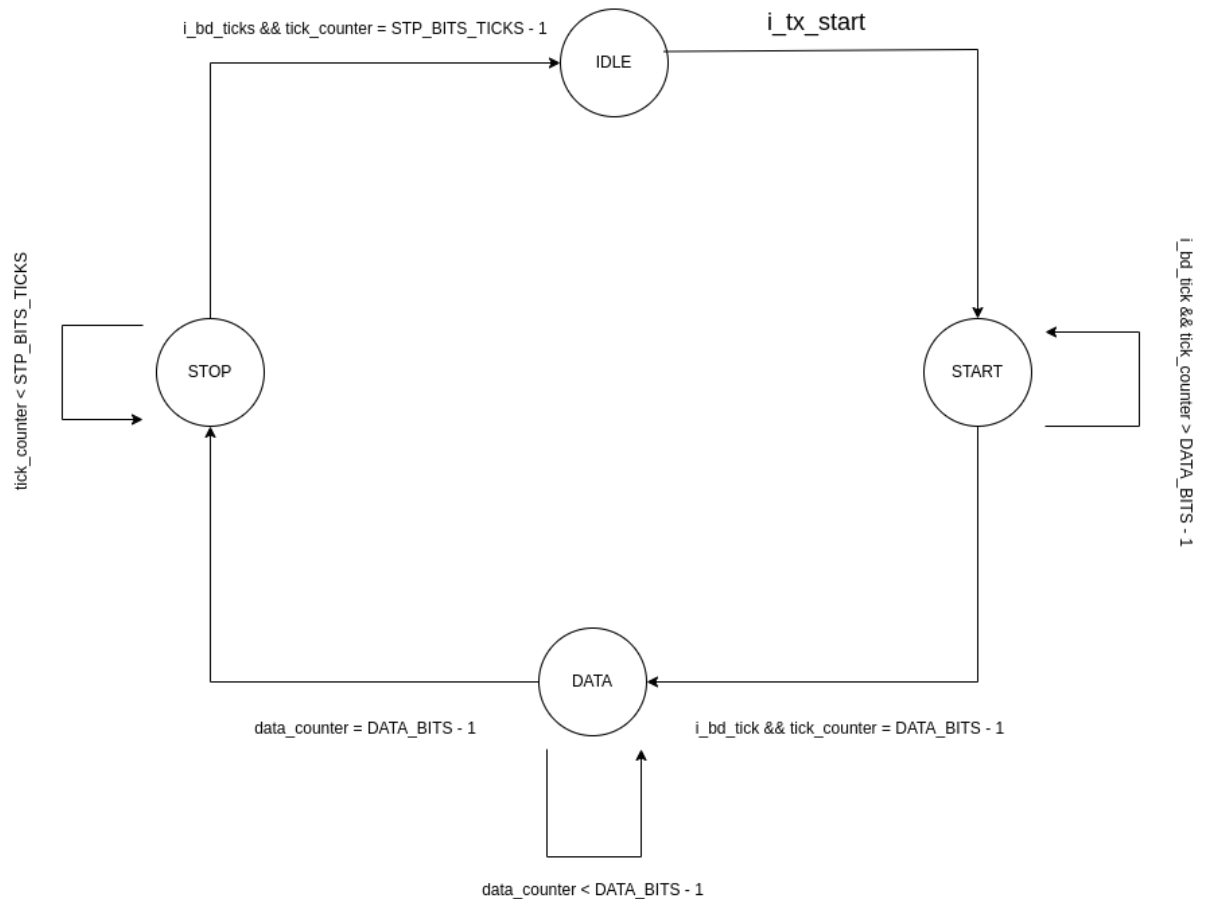 i_tx_start
i_bd_ticks && tick_counter = STP_BITS_TICKS - 1
IDLE
tick_counter < STP_BITS_TICKS
i_bd_tick && tick_counter > DATA_BITS - 1
STOP
START
DATA
data_counter = DATA_BITS - 1
i_bd_tick && tick_counter = DATA_BITS - 1
data_counter < DATA_BITS - 1